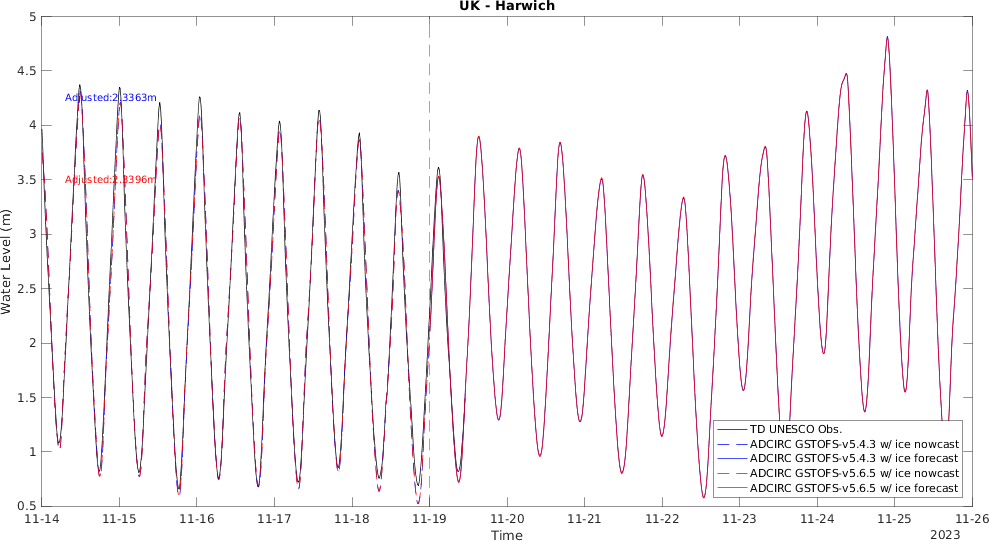 UK - Harwich
5
4.5
4
3.5
3
2.5
2
1.5
1
0.5
Water Level (m)
Adjusted:2.3363m
Adjusted:2.3396m
TD UNESCO Obs.
ADCIRC GSTOFS-v5.4.3 w/ ice nowcast
ADCIRC GSTOFS-v5.4.3 w/ ice forecast
ADCIRC GSTOFS-v5.6.5 w/ ice nowcast
ADCIRC GSTOFS-v5.6.5 w/ ice forecast
11-14 11-15 11-16 11-17 11-18 11-19 11-20 11-21 11-22 11-23 11-24 11-25 11-26
Time
2023